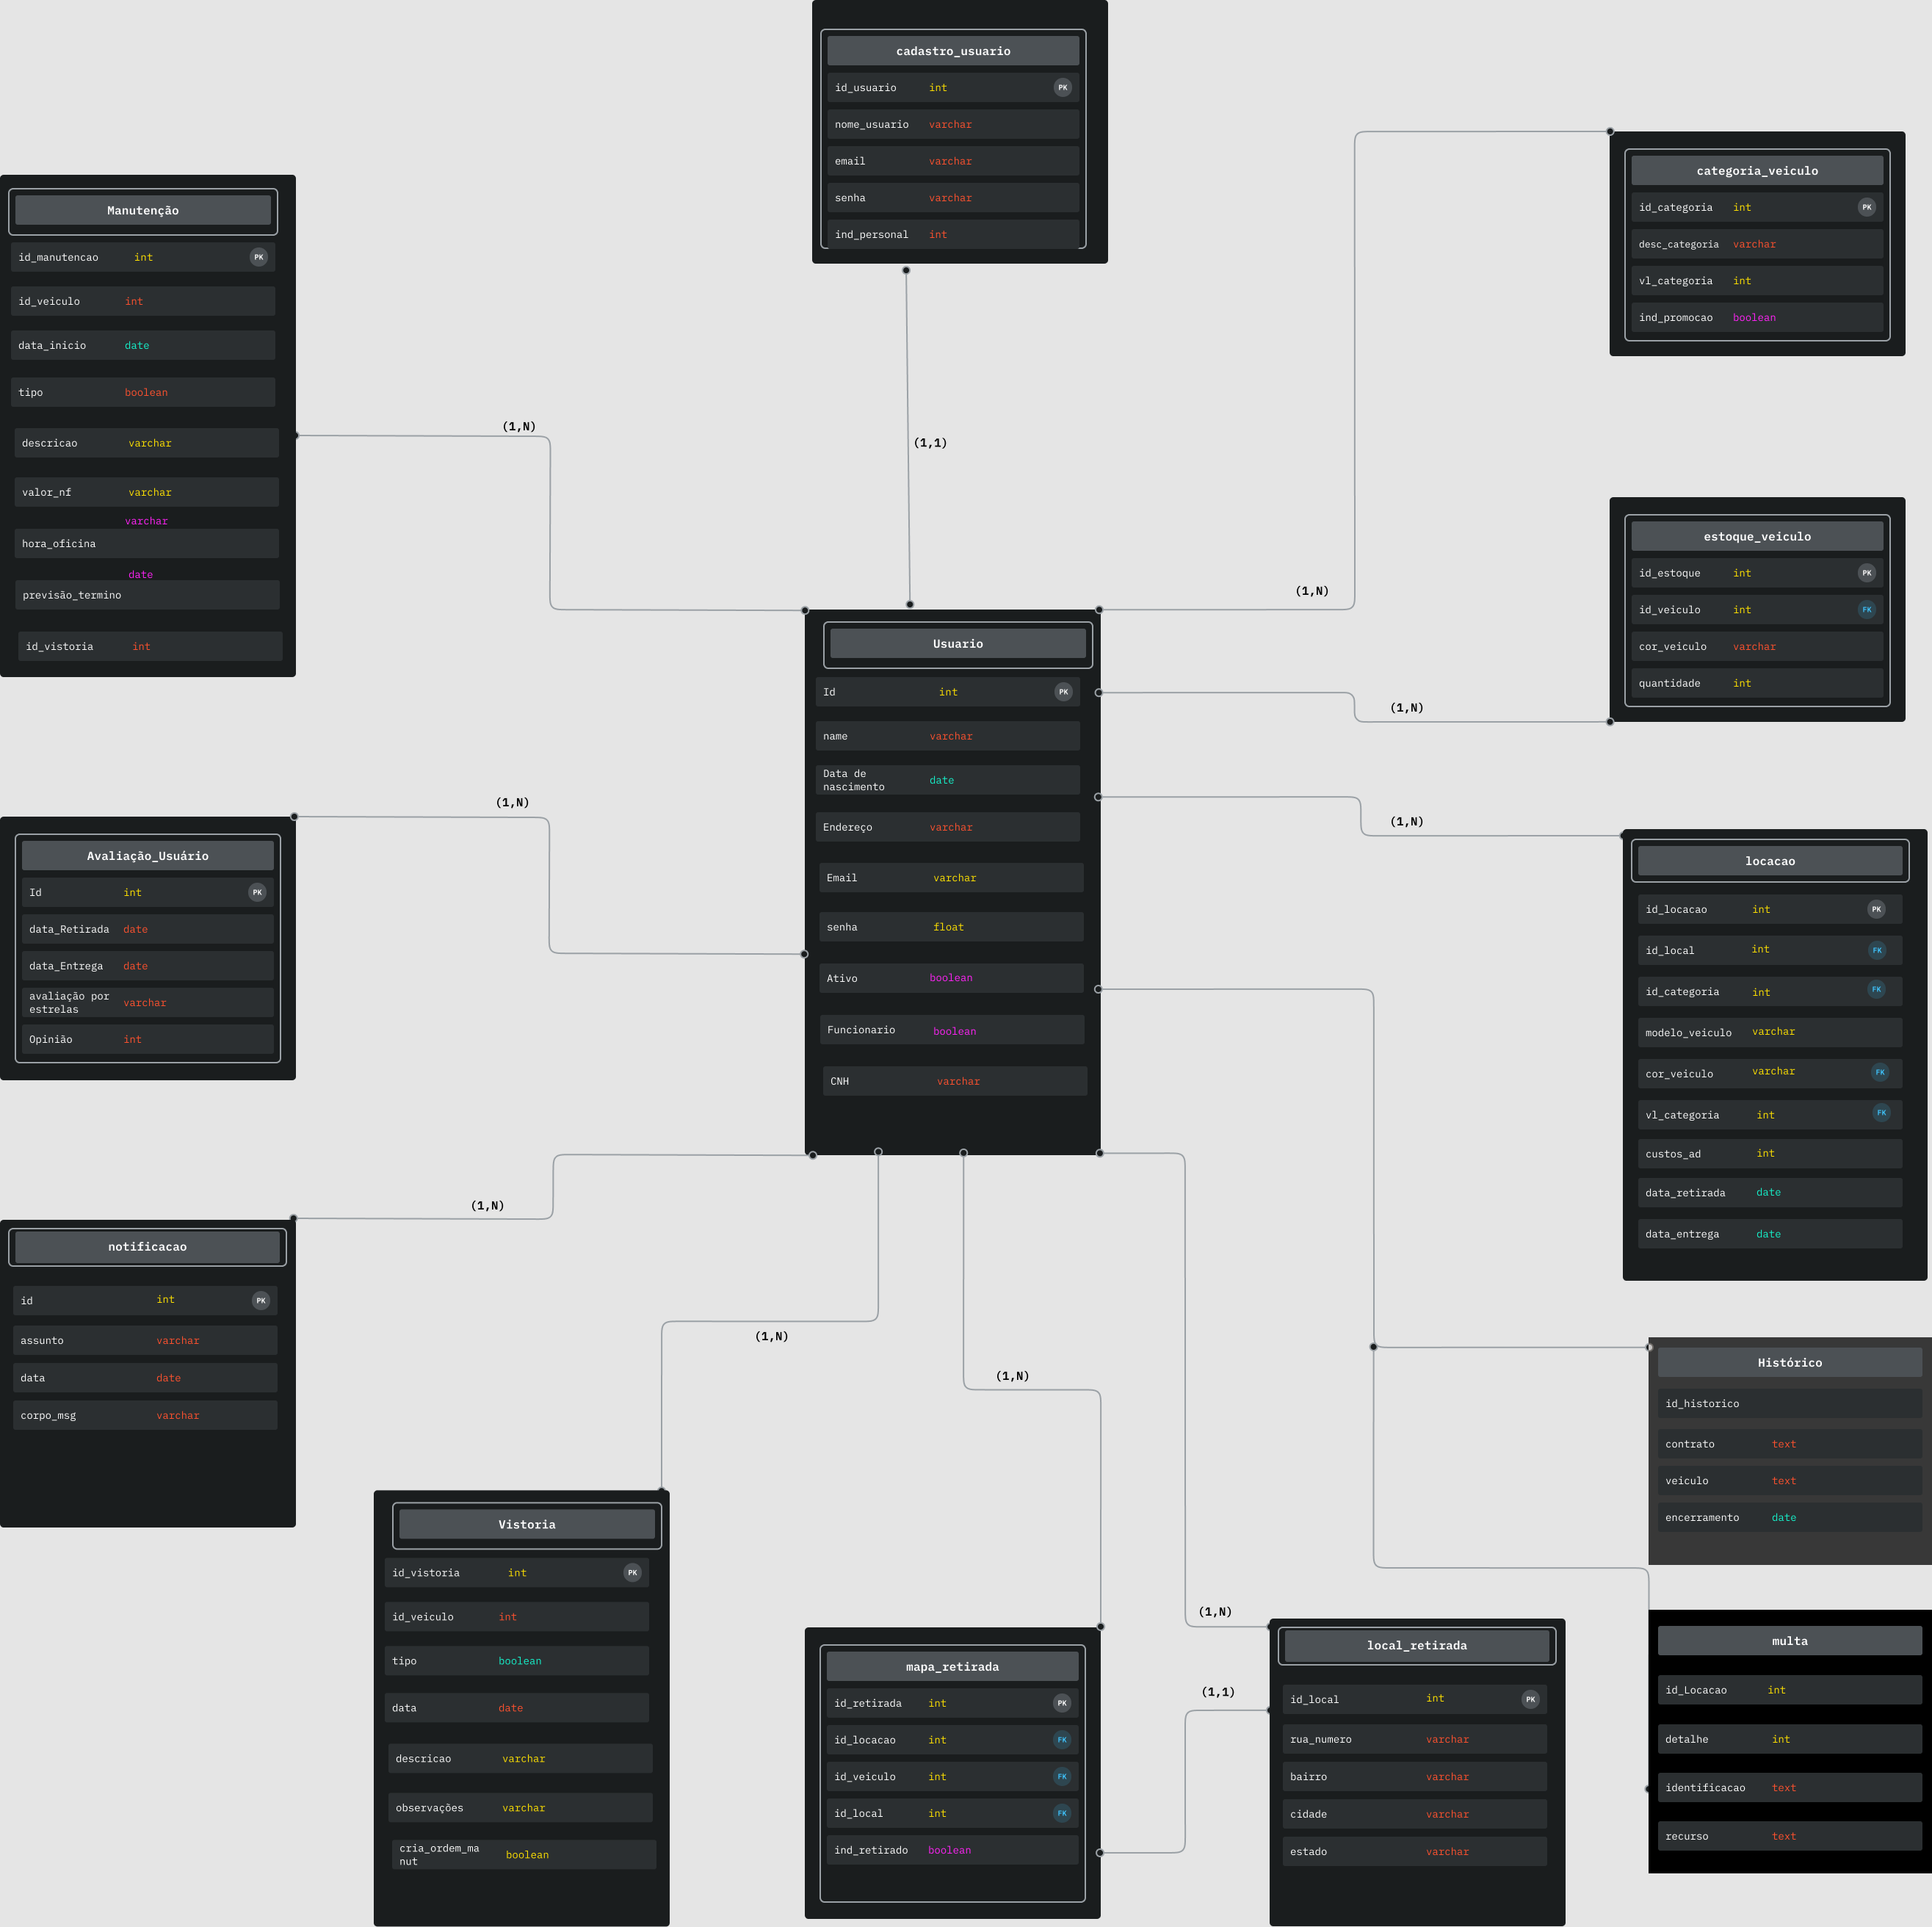 cadastro_usuario
id_usuario int PK
nome_usuario varchar
email varchar
senha varchar
ind_personal int
categoria_veiculo
id_categoria int PK
desc_categoria varchar
vl_categoria int
ind_promocao boolean
Manutenção
id_manutencao int PK
id_veiculo int
data_inicio date
tipo boolean
descricao varchar
valor_nf varchar
varchar
hora_oficina
date
previsão_termino
id_vistoria int
(1,N)
(1,1)
(1,N)
estoque_veiculo
id_estoque int PK
id_veiculo int FK
cor_veiculo varchar
quantidade int
Usuario
Id int PK
name varchar
Data de
nascimento date
Endereço varchar
Email varchar
senha float
Ativo boolean
Funcionario boolean
CNH varchar
(1,N)
(1,N)
(1,N)
Avaliação_Usuário
Id int PK
data_Retirada date
data_Entrega date
avaliação por
estrelas varchar
Opinião int
locacao
id_locacao int PK
id_local int FK
id_categoria int FK
modelo_veiculo varchar
cor_veiculo varchar FK
vl_categoria int FK
custos_ad int
data_retirada date
data_entrega date
(1,N)
notificacao
id int PK
assunto varchar
data date
corpo_msg varchar
(1,N)
(1,N)
Histórico
id_historico
contrato text
veiculo text
encerramento date
Vistoria
id_vistoria int PK
id_veiculo int
tipo boolean
data date
descricao varchar
observações varchar
cria_ordem_ma
nut boolean
(1,N)
(1,1)
mapa_retirada
id_retirada int PK
id_locacao int FK
id_veiculo int FK
id_local int FK
ind_retirado boolean
local_retirada
id_local int PK
rua_numero varchar
bairro varchar
cidade varchar
estado varchar
multa
id_Locacao int
detalhe int
identificacao text
recurso text